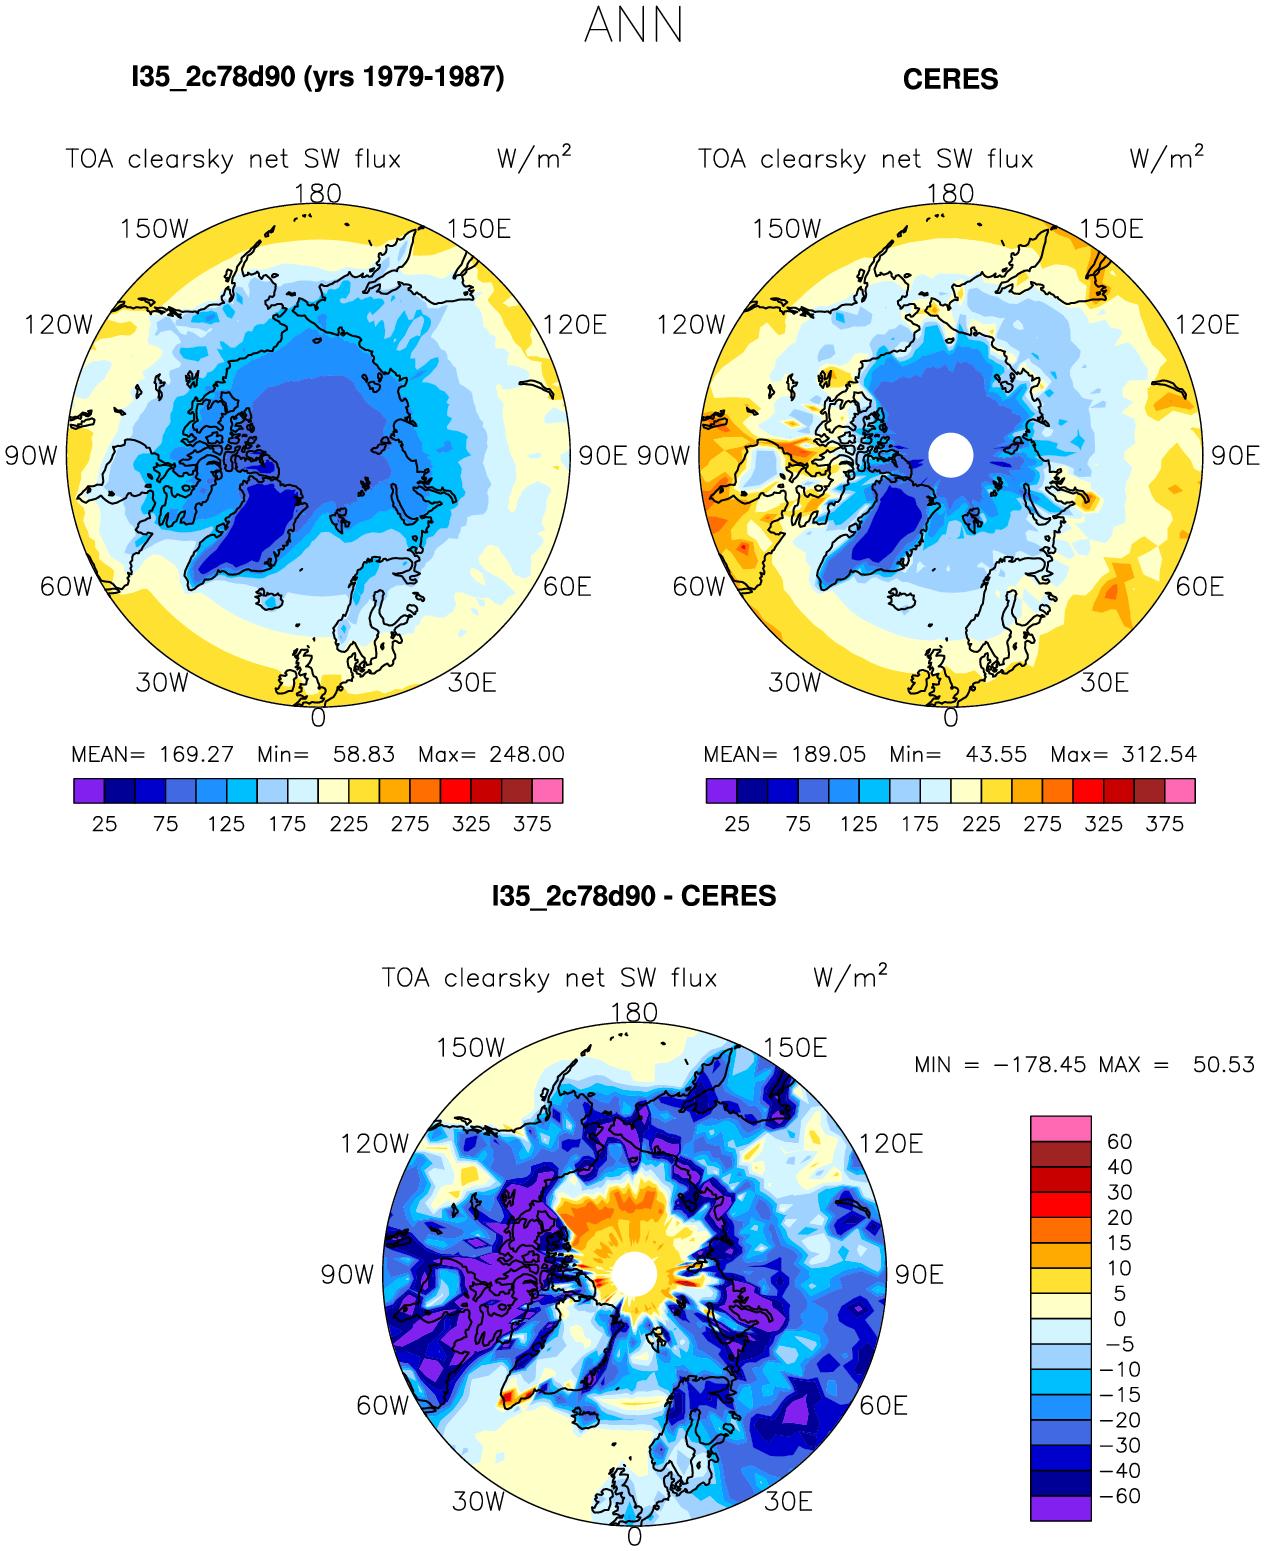 ANN
I35_2c78d90 (yrs 1979-1987)
CERES
TOA clearsky net SW flux W/m²
TOA clearsky net SW flux W/m²
180
150W 150E
120W 120E
90W 90E
60W 60E
30W 30E
0
180
150W 150E
120W 120E
90W 90E
60W 60E
30W 30E
0
MEAN= 169.27 Min= 58.83 Max= 248.00
25 75 125 175 225 275 325 375
MEAN= 189.05 Min= 43.55 Max= 312.54
25 75 125 175 225 275 325 375
I35_2c78d90 - CERES
TOA clearsky net SW flux W/m²
180
150W 150E
120W 120E
90W 90E
60W 60E
30W 30E
0
MIN = −178.45 MAX = 50.53
60
40
30
20
15
10
5
0
−5
−10
−15
−20
−30
−40
−60